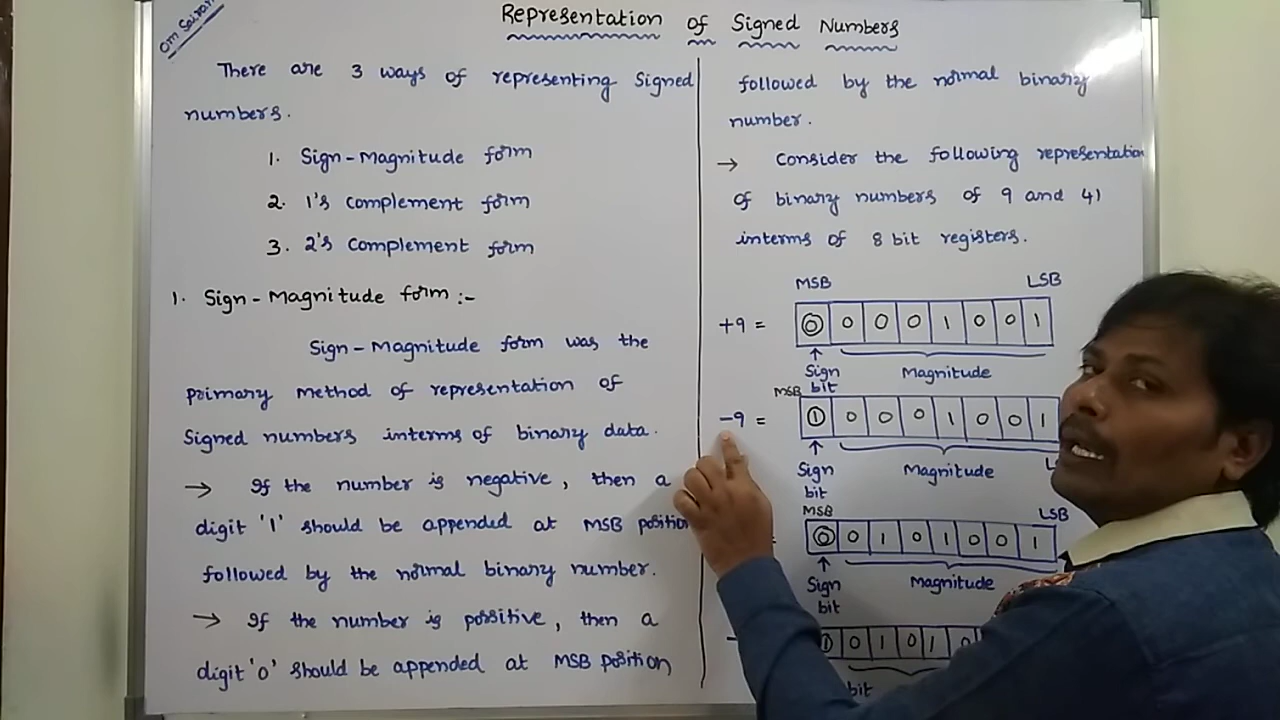 Om Sairam
Representation of Signed Numbers
There are 3 ways of representing Signed
numbers.
1. Sign-Magnitude form
2. 1's complement form
3. 2's complement form
1. Sign-Magnitude form :-
Sign-Magnitude form was the
primary method of representation of
Signed numbers interms of binary data.
→ If the number is negative, then a
digit '1' should be appended at MSB position
followed by the normal binary number.
→ If the number is positive, then a
digit '0' should be appended at MSB position
followed by the normal binary
number.
→ Consider the following representation
of binary numbers of 9 and 41
interms of 8 bit registers.
MSB LSB
+9 = 0 0 0 0 1 0 0 1
Sign Magnitude
bit
MSB
-9 = 1 0 0 0 1 0 0 1
Sign Magnitude
bit
MSB LSB
= 0 0 1 0 1 0 0 1
Sign Magnitude
bit
0 1 0 1 0
bit